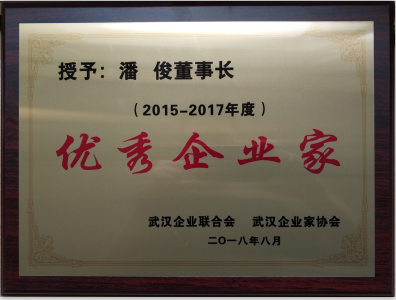 授予：潘 俊董事长
（2015-2017年度）
优秀企业家
武汉企业联合会 武汉企业家协会
二〇一八年八月